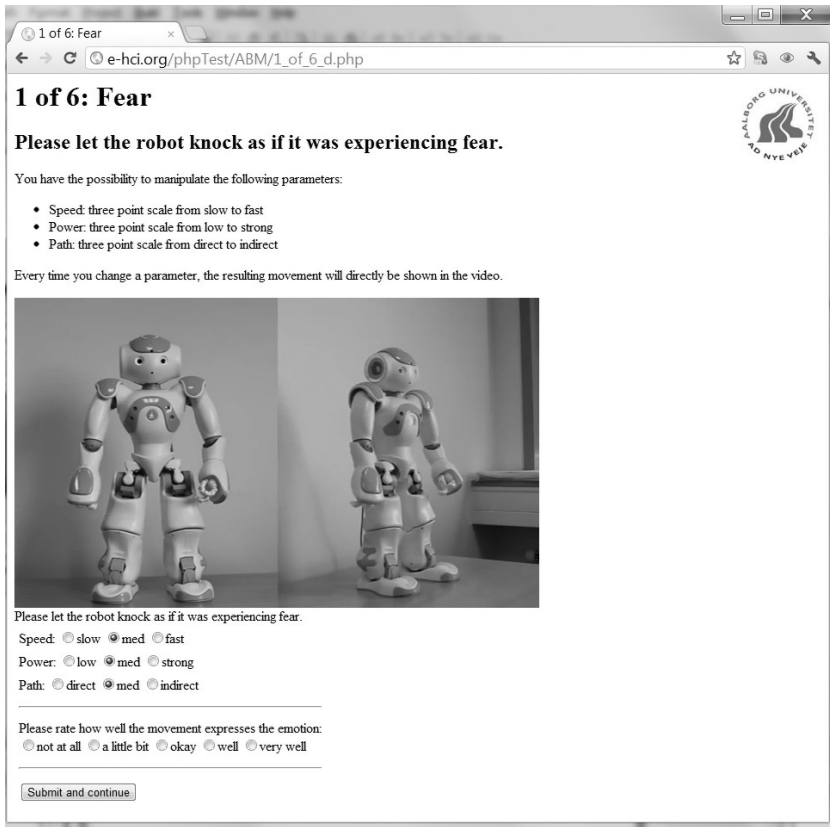 1 of 6: Fear
e-hci.org/phpTest/ABM/1_of_6_d.php
1 of 6: Fear
AALBORG UNIVERSITET
AD NYE VEJE
Please let the robot knock as if it was experiencing fear.
You have the possibility to manipulate the following parameters:
Speed: three point scale from slow to fast
Power: three point scale from low to strong
Path: three point scale from direct to indirect
Every time you change a parameter, the resulting movement will directly be shown in the video.
Please let the robot knock as if it was experiencing fear.
Speed: slow med fast
Power: low med strong
Path: direct med indirect
Please rate how well the movement expresses the emotion:
not at all a little bit okay well very well
Submit and continue